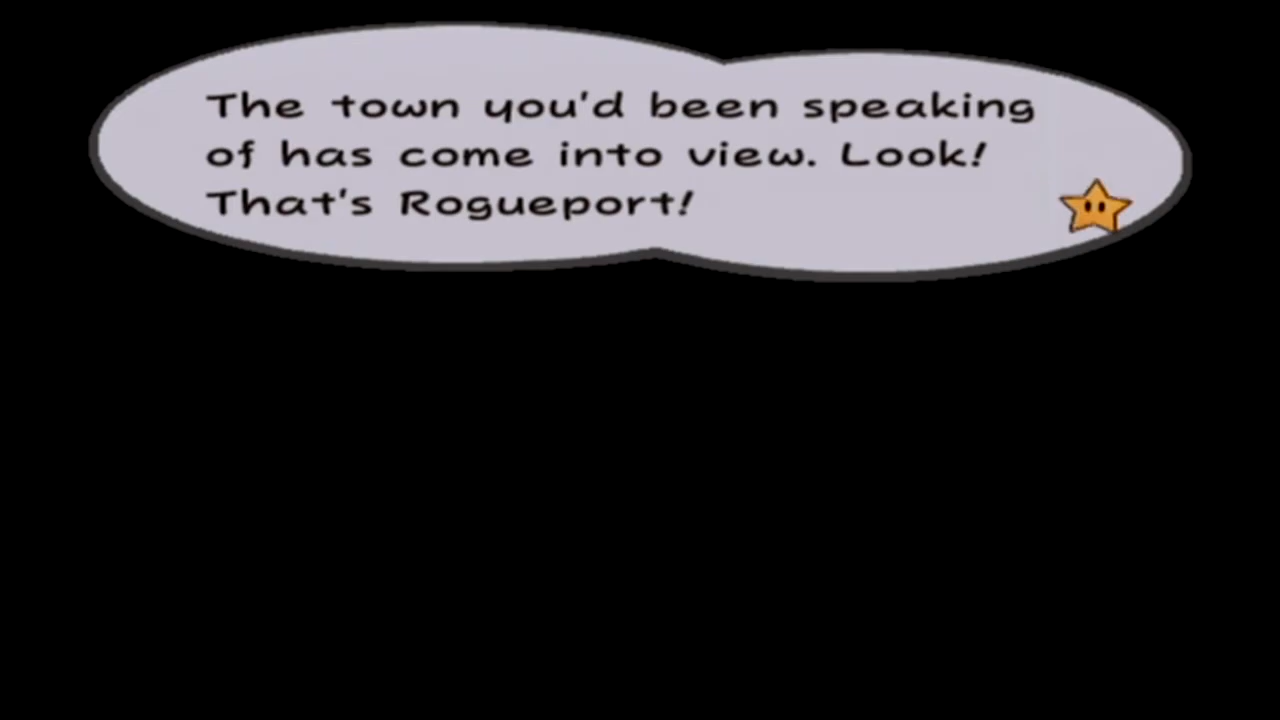 The town you'd been speaking
of has come into view. Look!
That's Rogueport!